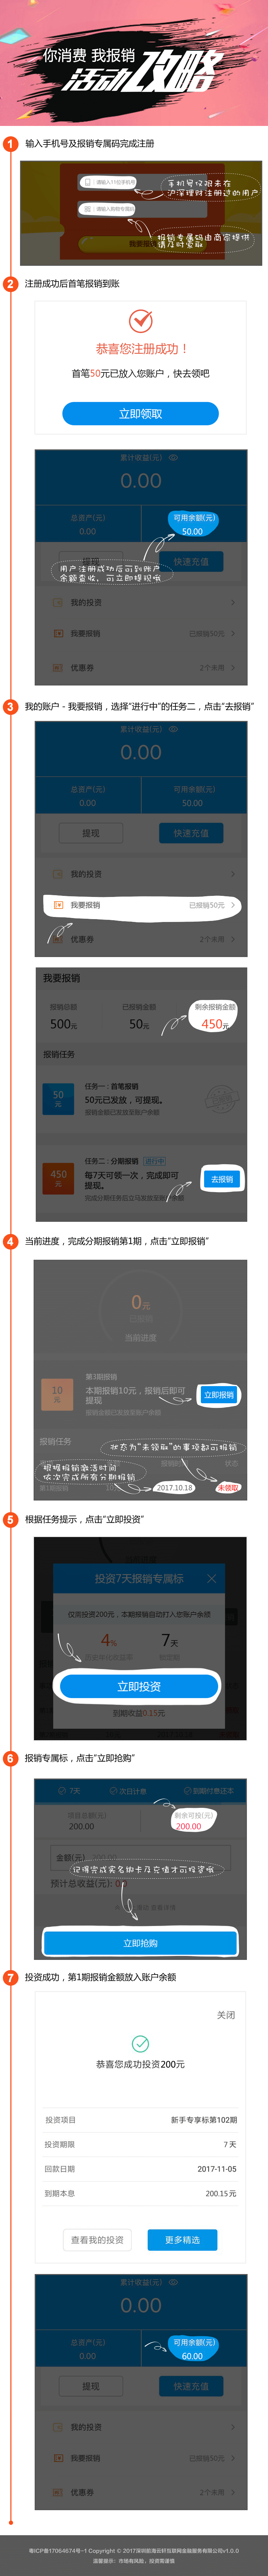 你消费 我报销
活动攻略
1 输入手机号及报销专属码完成注册
请输入11位手机号
手机号仅限未在
沪深理财注册过的用户
请输入报销专属码
报销专属码由商家提供
请及时索取
我要报销
2 注册成功后首笔报销到账
恭喜您注册成功！
首笔50元已放入您账户，快去领吧
立即领取
累计收益(元)
0.00
总资产(元) 可用余额(元)
0.00 50.00
提现 快速充值
用户注册成功后可到账户
余额查收，可立即提现哦
我的投资
我要报销 已报销50元
优惠券 2个未用
3 我的账户 - 我要报销，选择“进行中”的任务二，点击“去报销”
累计收益(元)
0.00
总资产(元) 可用余额(元)
0.00 50.00
提现 快速充值
我的投资
我要报销 已报销50元
优惠券 2个未用
我要报销
报销总额 已报销金额 剩余报销金额
500元 50元 450元
报销任务
50元
任务一：首笔报销
50元已发放，可提现。
报销金额已发放至账户余额
450元
任务二：分期报销 进行中
每7天可领一次，完成即可
提现。
去报销
完成分期任务后立马发放至账户余额
4 当前进度，完成分期报销第1期，点击“立即报销”
0元
已报销
当前进度
第3期报销
10元
本期报销10元，报销后即可
提现
立即报销
报销金额已发放至账户余额
报销任务
状态为“未领取”的事项都可报销
根据报销激活时间
依次完成所有分期报销
状态
第1期报销 2017.10.18 未领取
5 根据任务提示，点击“立即投资”
投资7天报销专属标
仅需投资200元，本期报销自动打入您账户余额
4% 7天
立即投资
到期收益0.15元
6 报销专属标，点击“立即抢购”
7天 次日计息 到期付息还本
项目总额(元) 剩余可投(元)
200.00 200.00
金额(元) 200.00
记得完成实名绑卡及充值才可投资哦
预计总收益(元): 0.0
立即抢购
7 投资成功，第1期报销金额放入账户余额
关闭
恭喜您成功投资200元
投资项目 新手专享标第102期
投资期限 7 天
回款日期 2017-11-05
到期本息 200.15 元
查看我的投资 更多精选
累计收益(元)
0.00
总资产(元) 可用余额(元)
0.00 60.00
提现 快速充值
我的投资
我要报销 已报销50元
优惠券 2个未用
粤ICP备17064674号-1 Copyright © 2017深圳前海云轩互联网金融服务有限公司v1.0.0
温馨提示：市场有风险，投资需谨慎